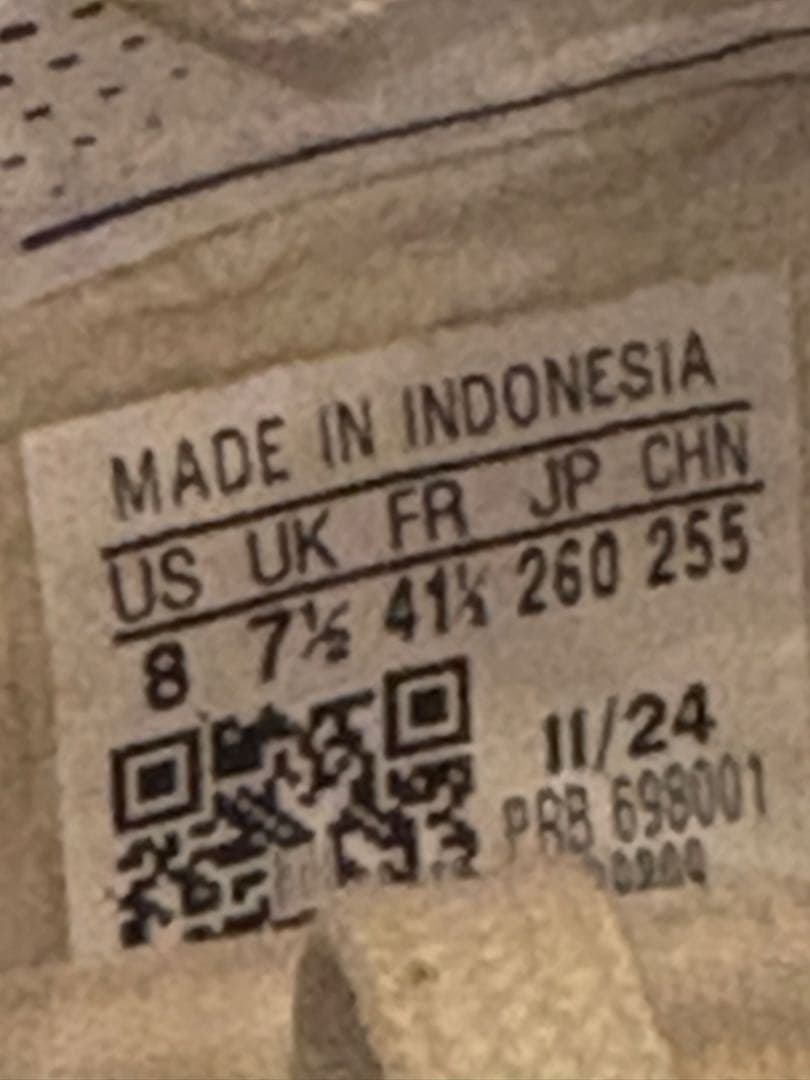 MADE IN INDONESIA
US UK FR JP CHN
8 7½ 41⅓ 260 255
11/24
PRB 698001